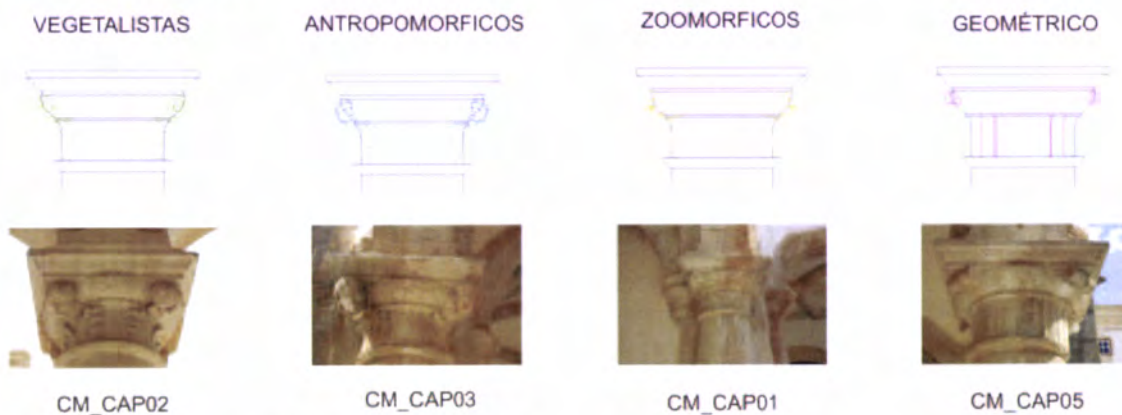 VEGETALISTAS
ANTROPOMORFICOS
ZOOMORFICOS
GEOMÉTRICO
CM_CAP02
CM_CAP03
CM_CAP01
CM_CAP05